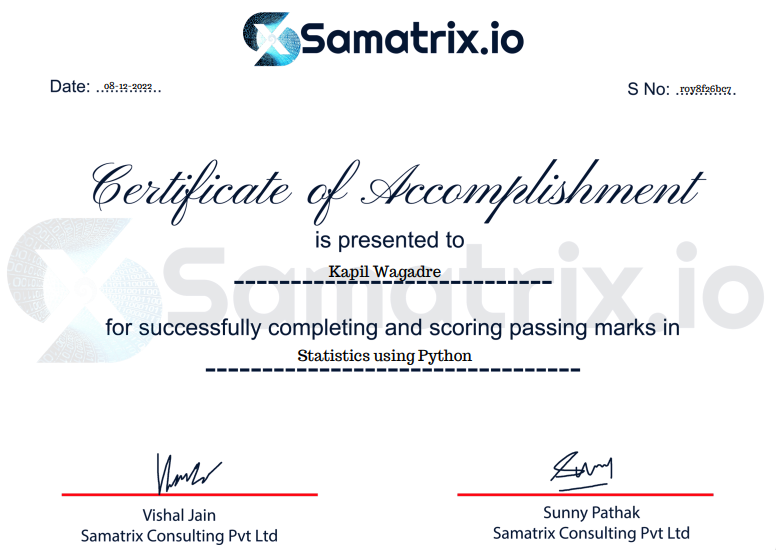 Samatrix.io
Date: ..08-12-2022..
S No: .roy8f26bc7.
Certificate of Accomplishment
is presented to
Kapil Wagadre
Samatrix.io
for successfully completing and scoring passing marks in
Statistics using Python
Vishal Jain
Samatrix Consulting Pvt Ltd
Sunny Pathak
Samatrix Consulting Pvt Ltd